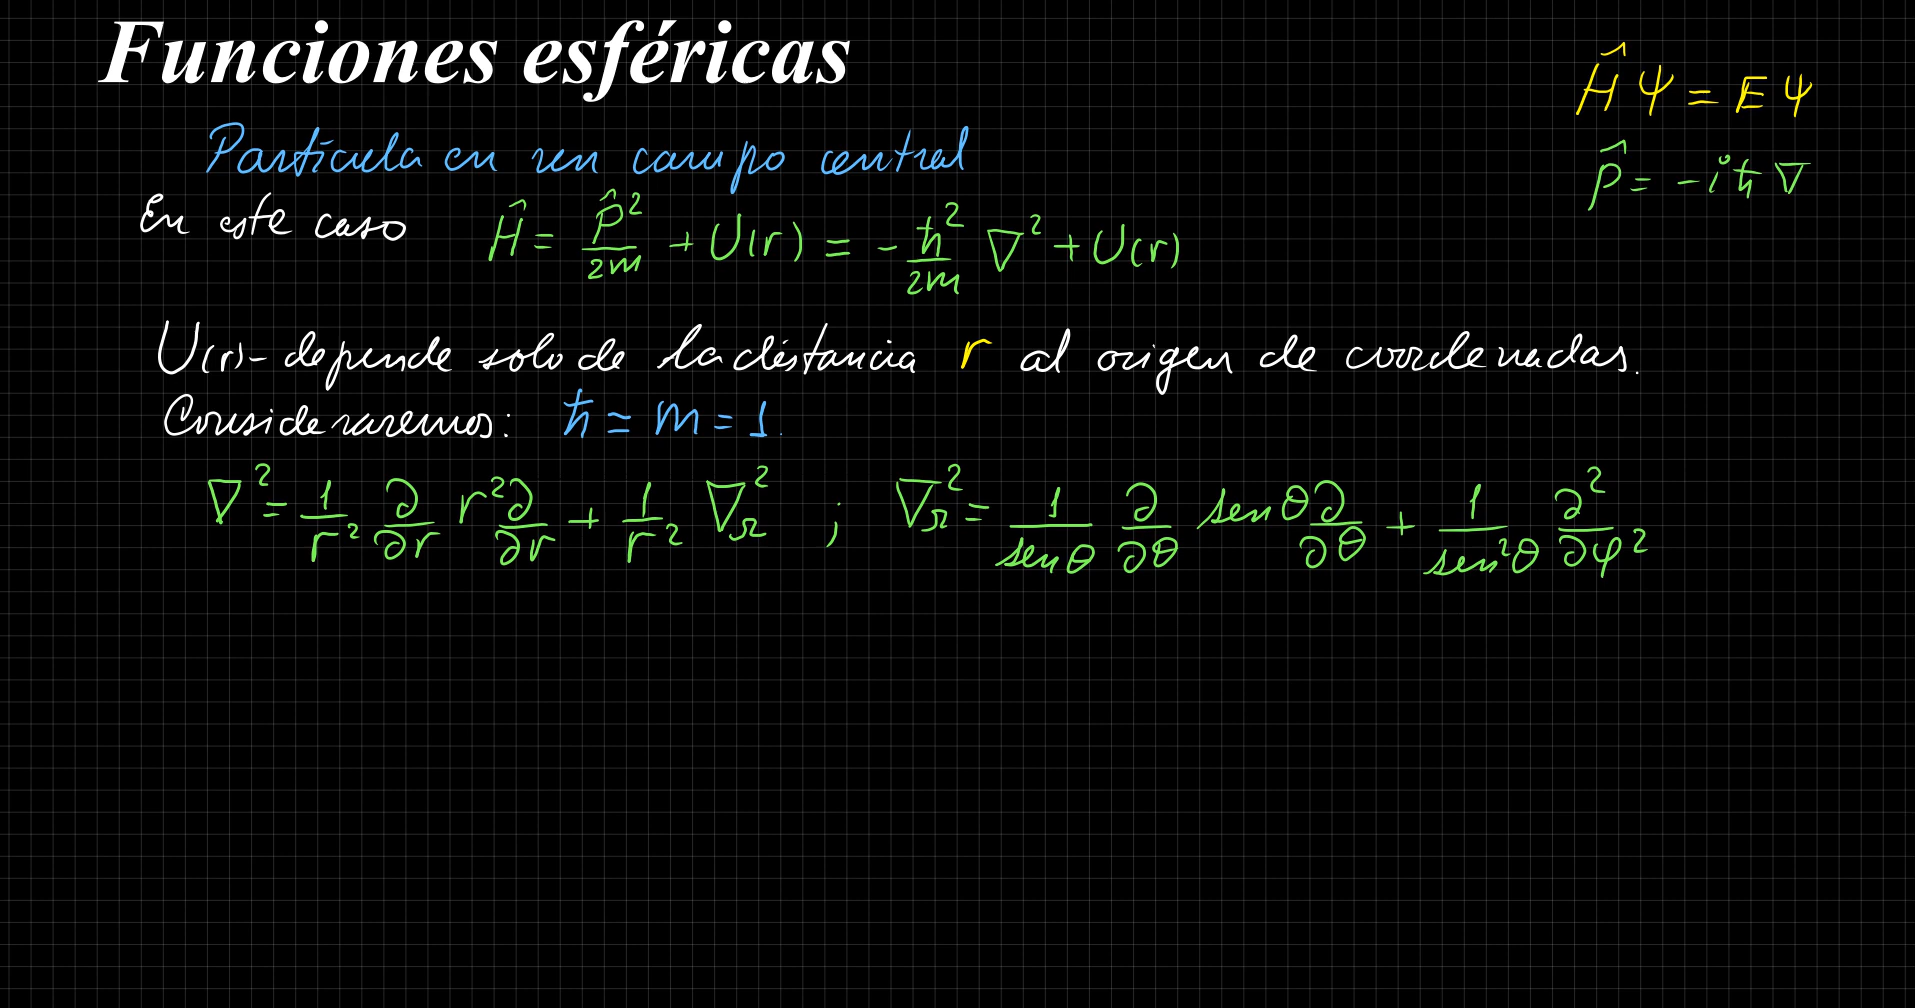 Funciones esféricas
Ĥ Ψ = E Ψ
Partícula en un campo central
p̂ = -iħ ∇
En este caso Ĥ = p̂²/2m + U(r) = -ħ²/2m ∇² + U(r)
U(r) - depende solo de la distancia r al origen de coordenadas.
Consideraremos: ħ = m = 1.
∇² = 1/r² ∂/∂r r² ∂/∂r + 1/r² ∇_Ω² ; ∇_Ω² = 1/senθ ∂/∂θ senθ ∂/∂θ + 1/sen²θ ∂²/∂φ²